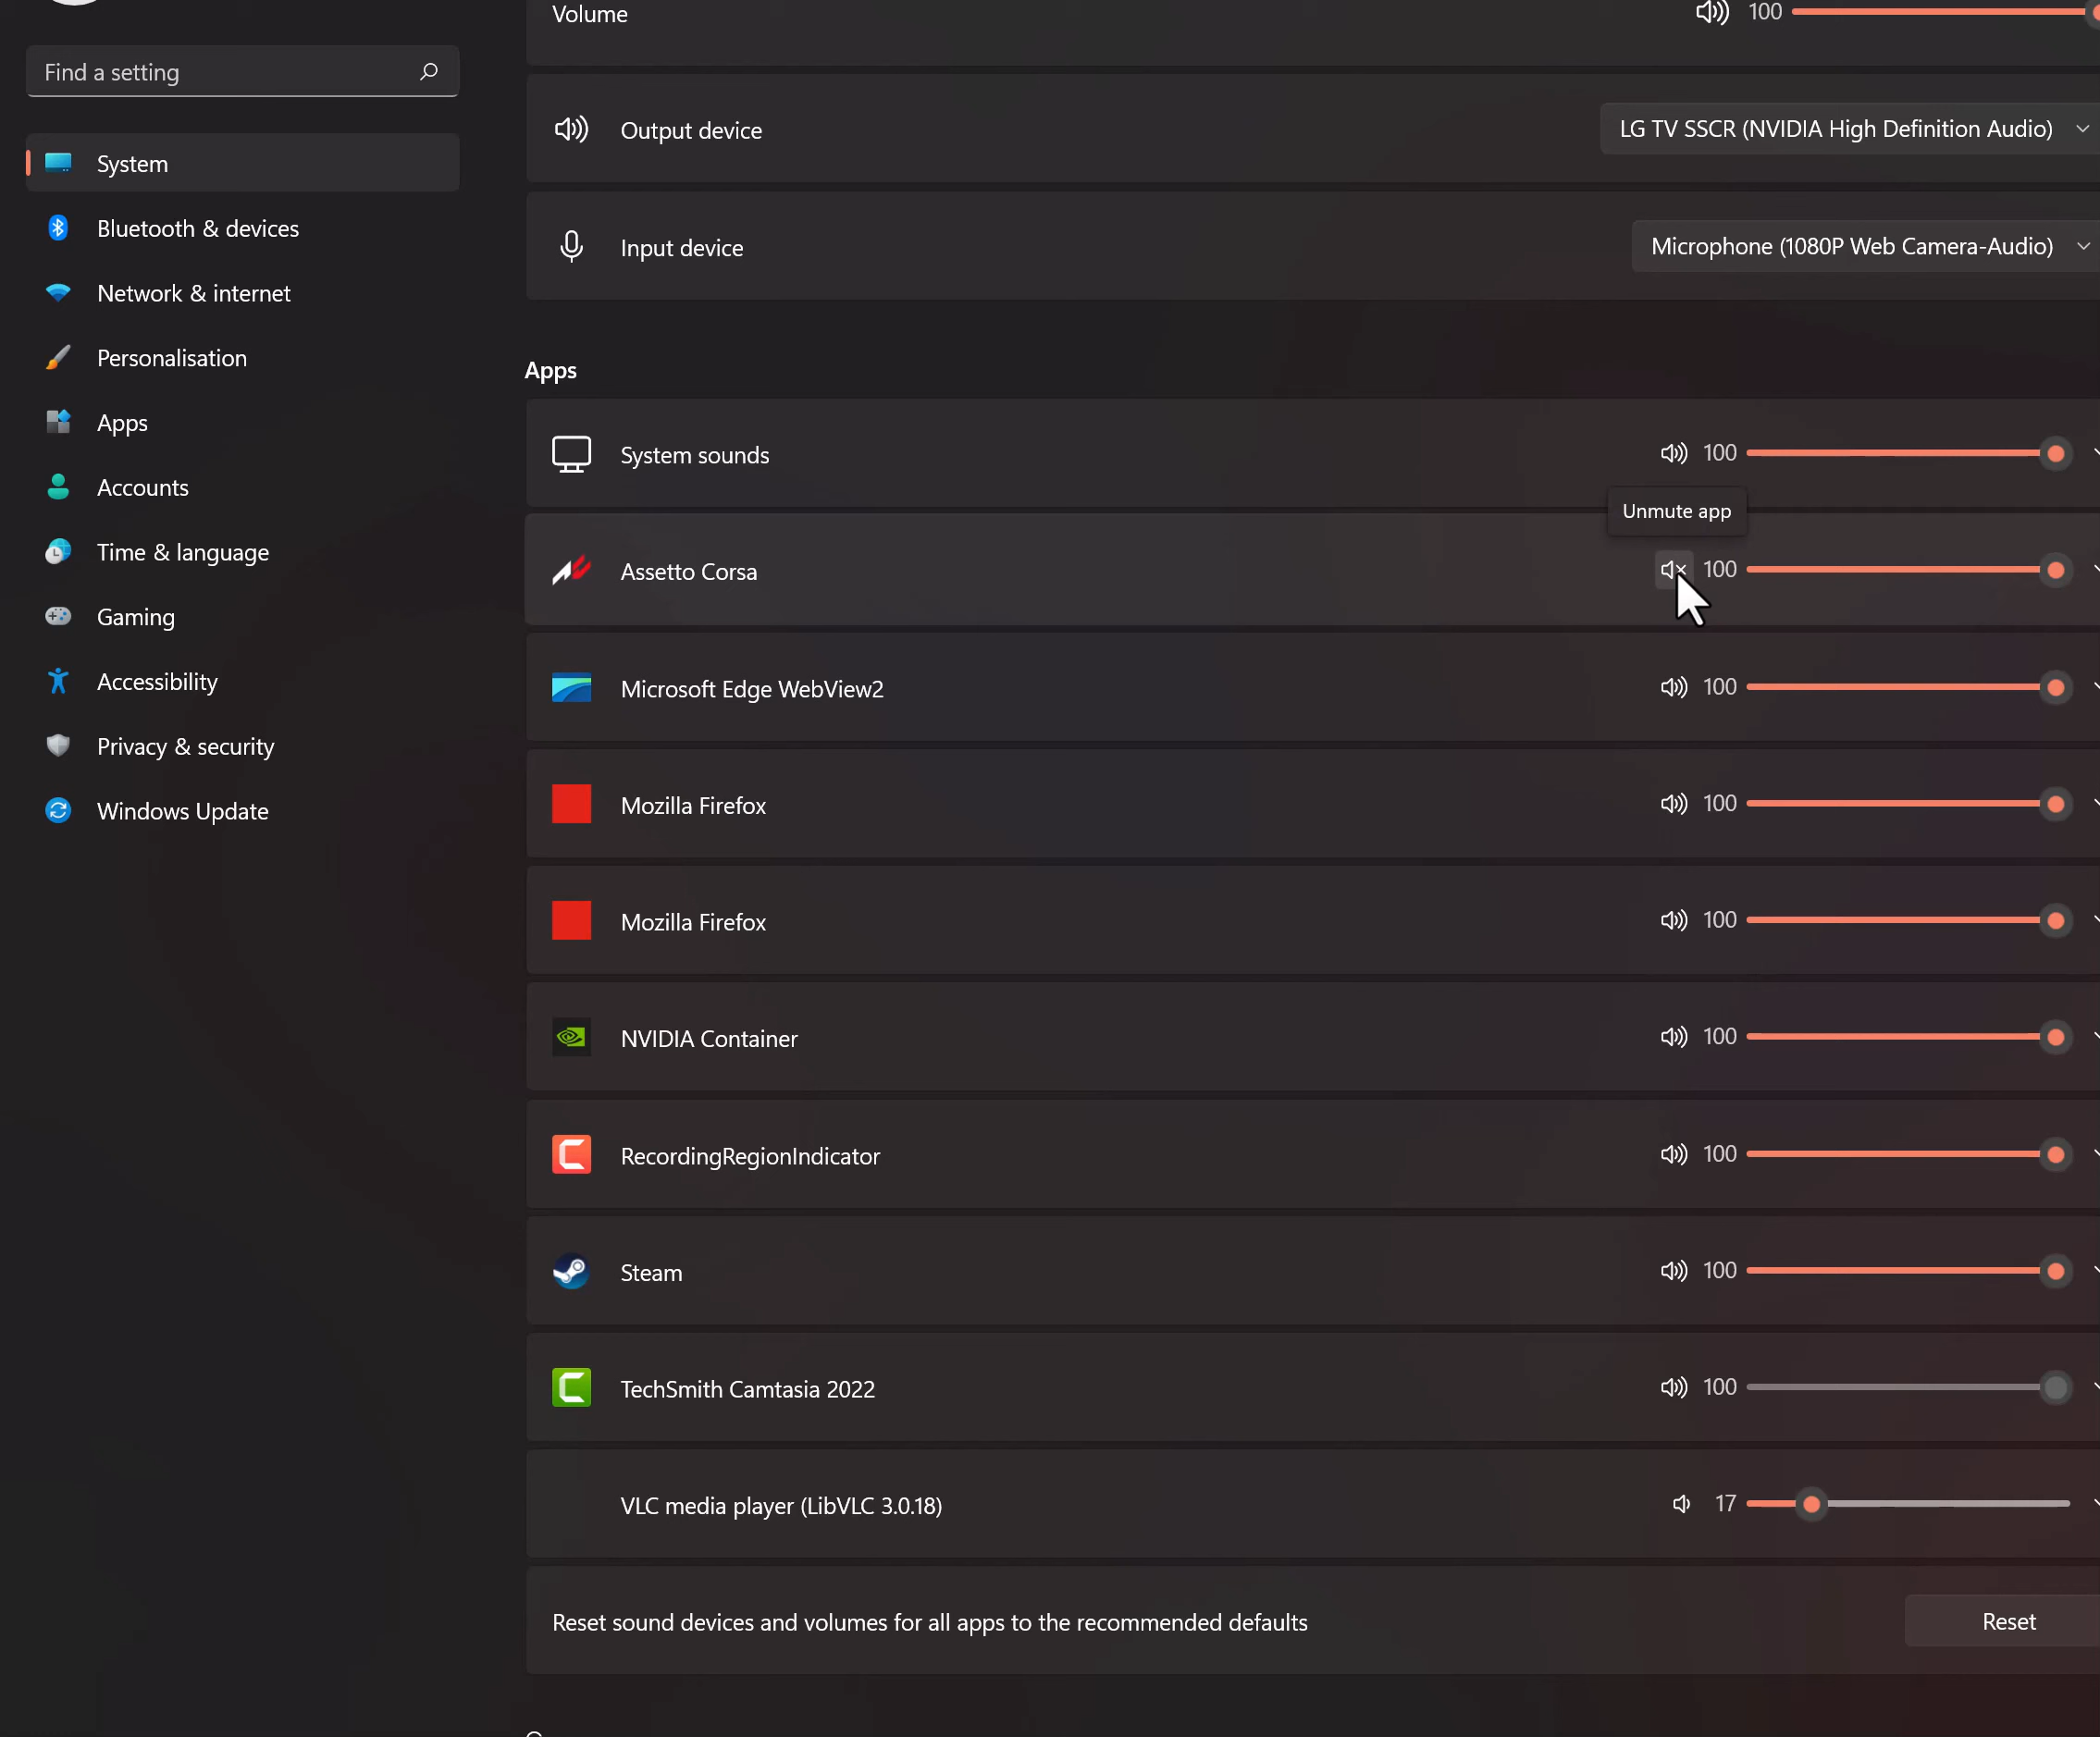 Volume
100
Find a setting
Output device
LG TV SSCR (NVIDIA High Definition Audio)
System
Bluetooth & devices
Input device
Microphone (1080P Web Camera-Audio)
Network & internet
Personalisation
Apps
Apps
Accounts
System sounds
100
Unmute app
Time & language
Assetto Corsa
100
Gaming
Accessibility
Microsoft Edge WebView2
100
Privacy & security
Windows Update
Mozilla Firefox
100
Mozilla Firefox
100
NVIDIA Container
100
RecordingRegionIndicator
100
Steam
100
TechSmith Camtasia 2022
100
VLC media player (LibVLC 3.0.18)
17
Reset sound devices and volumes for all apps to the recommended defaults
Reset